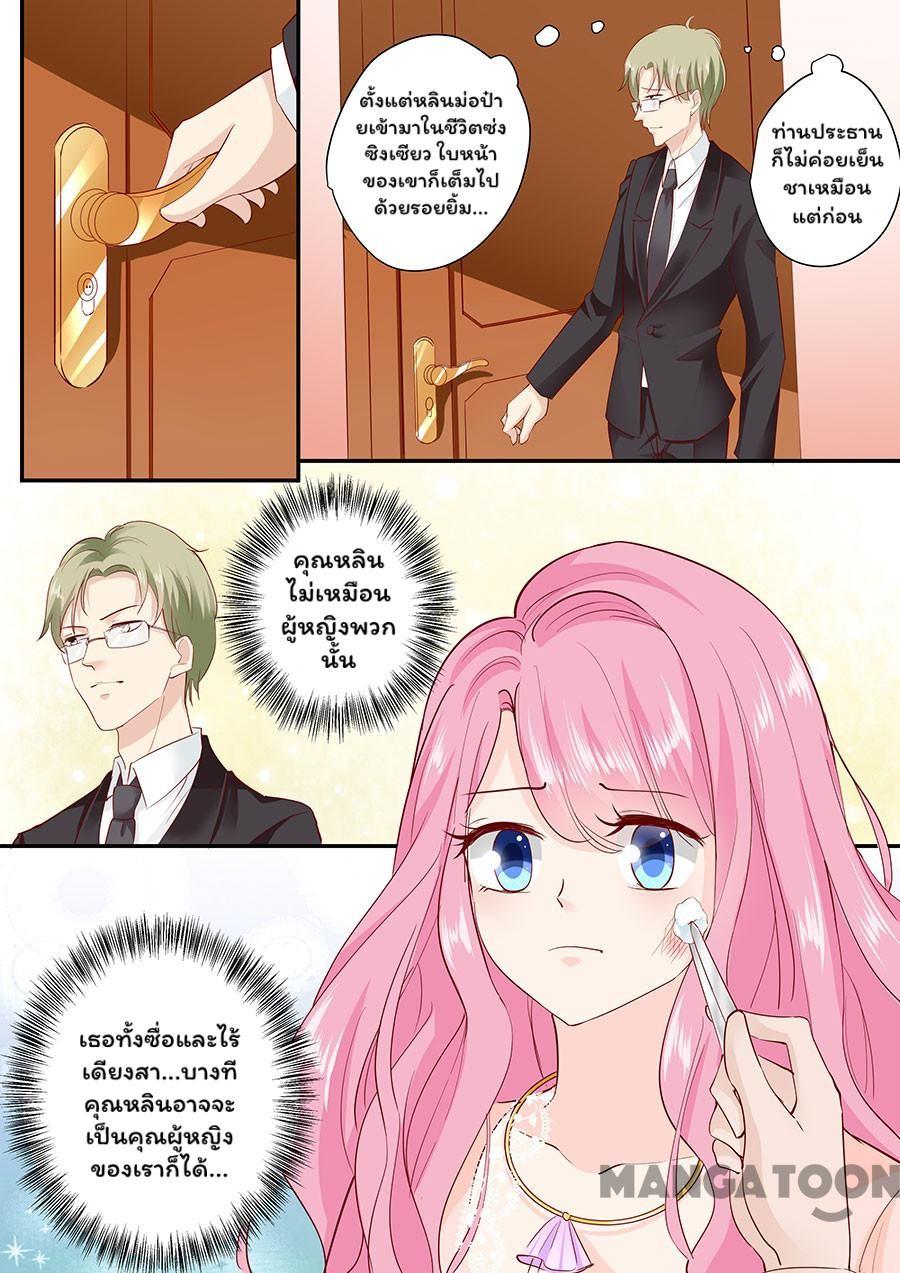 ตั้งแต่หลินม่อป๋า
ยเข้ามาในชีวิตซ่ง
ซิงเซียว ใบหน้า
ของเขาก็เต็มไป
ด้วยรอยยิ้ม...
ท่านประธาน
ก็ไม่ค่อยเย็น
ชาเหมือน
แต่ก่อน
คุณหลิน
ไม่เหมือน
ผู้หญิงพวก
นั้น
เธอทั้งซื่อและไร้
เดียงสา...บางที
คุณหลินอาจจะ
เป็นคุณผู้หญิง
ของเราก็ได้...
MANGATOON